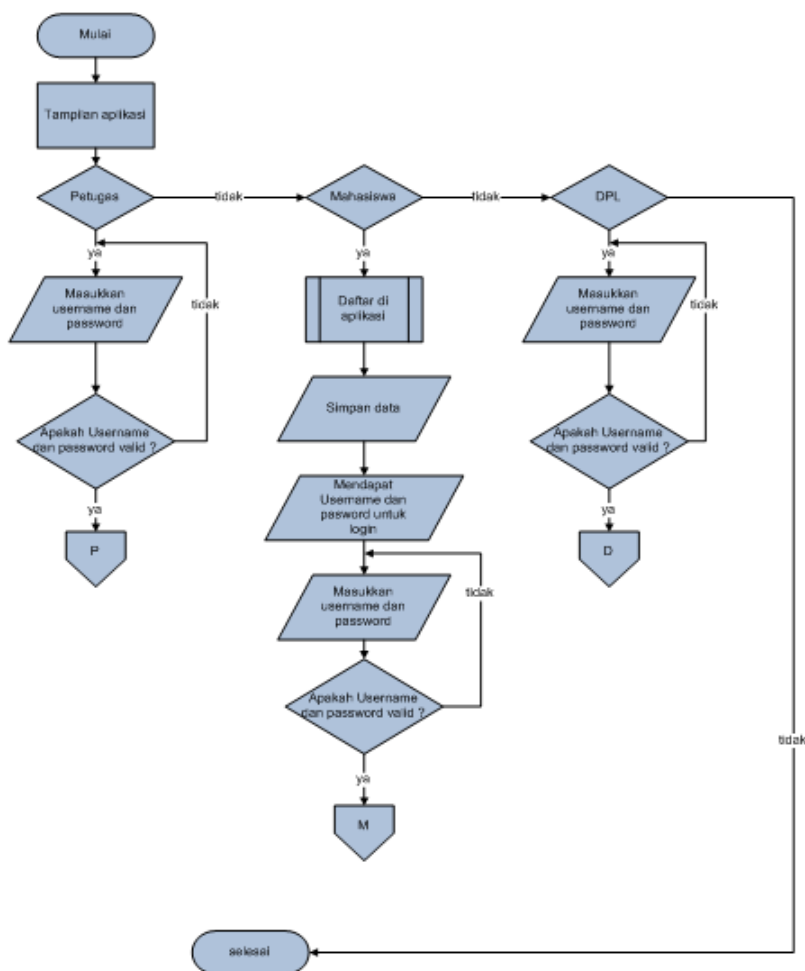 Mulai
Tampilan aplikasi
Petugas
tidak
Mahasiswa
tidak
DPL
ya
Masukkan
username dan
password
tidak
Apakah Username
dan password valid ?
ya
P
ya
Daftar di
aplikasi
Simpan data
Mendapat
Username dan
pasword untuk
login
Masukkan
username dan
password
tidak
Apakah Username
dan password valid ?
ya
M
ya
Masukkan
username dan
password
tidak
Apakah Username
dan password valid ?
ya
D
tidak
selesai